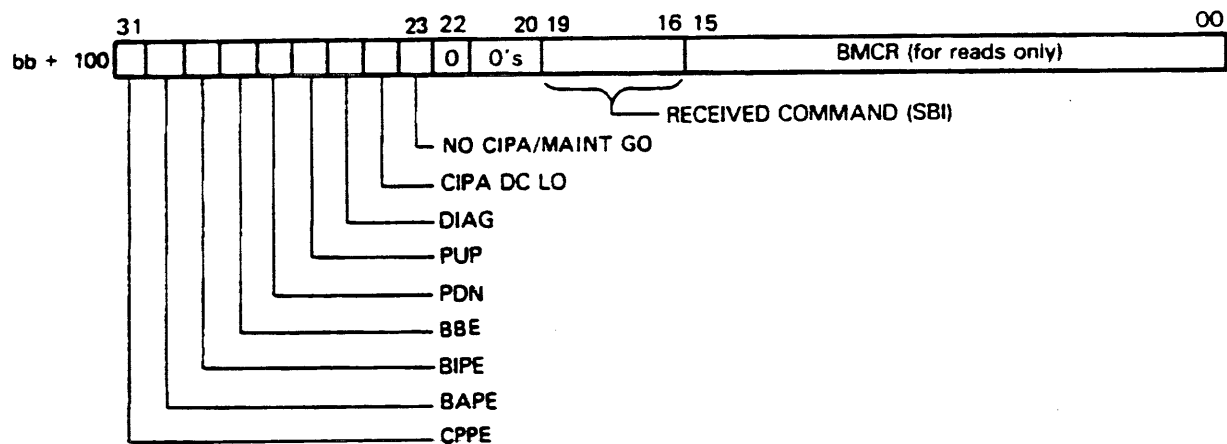 31 23 22 20 19 16 15 00
bb + 100 0 0's BMCR (for reads only)
RECEIVED COMMAND (SBI)
NO CIPA/MAINT GO
CIPA DC LO
DIAG
PUP
PDN
BBE
BIPE
BAPE
CPPE